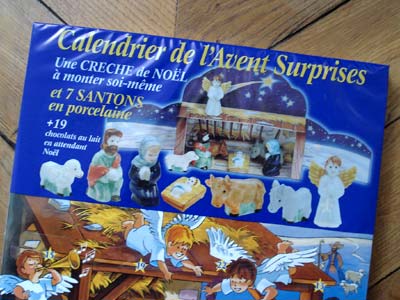 Calendrier de l'Avent Surprises
Une CRECHE de NOËL
à monter soi-même
et 7 SANTONS
en porcelaine
+19
chocolats au lait
en attendant
Noël